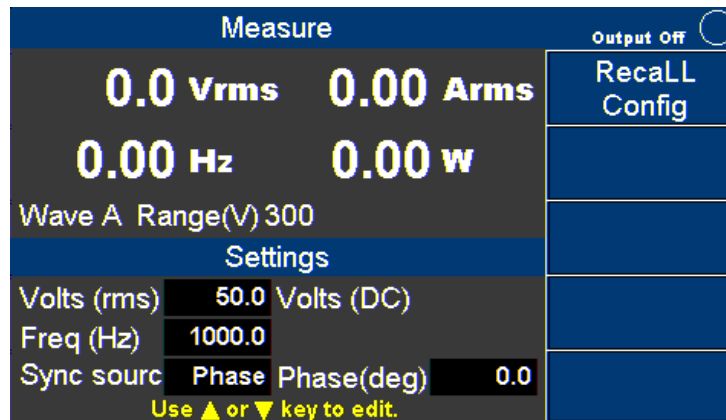 Measure
Output Off
0.0 Vrms 0.00 Arms
RecaLL
Config
0.00 Hz 0.00 W
Wave A Range(V) 300
Settings
Volts (rms) 50.0 Volts (DC)
Freq (Hz) 1000.0
Sync sourc Phase Phase(deg) 0.0
Use ▲ or ▼ key to edit.